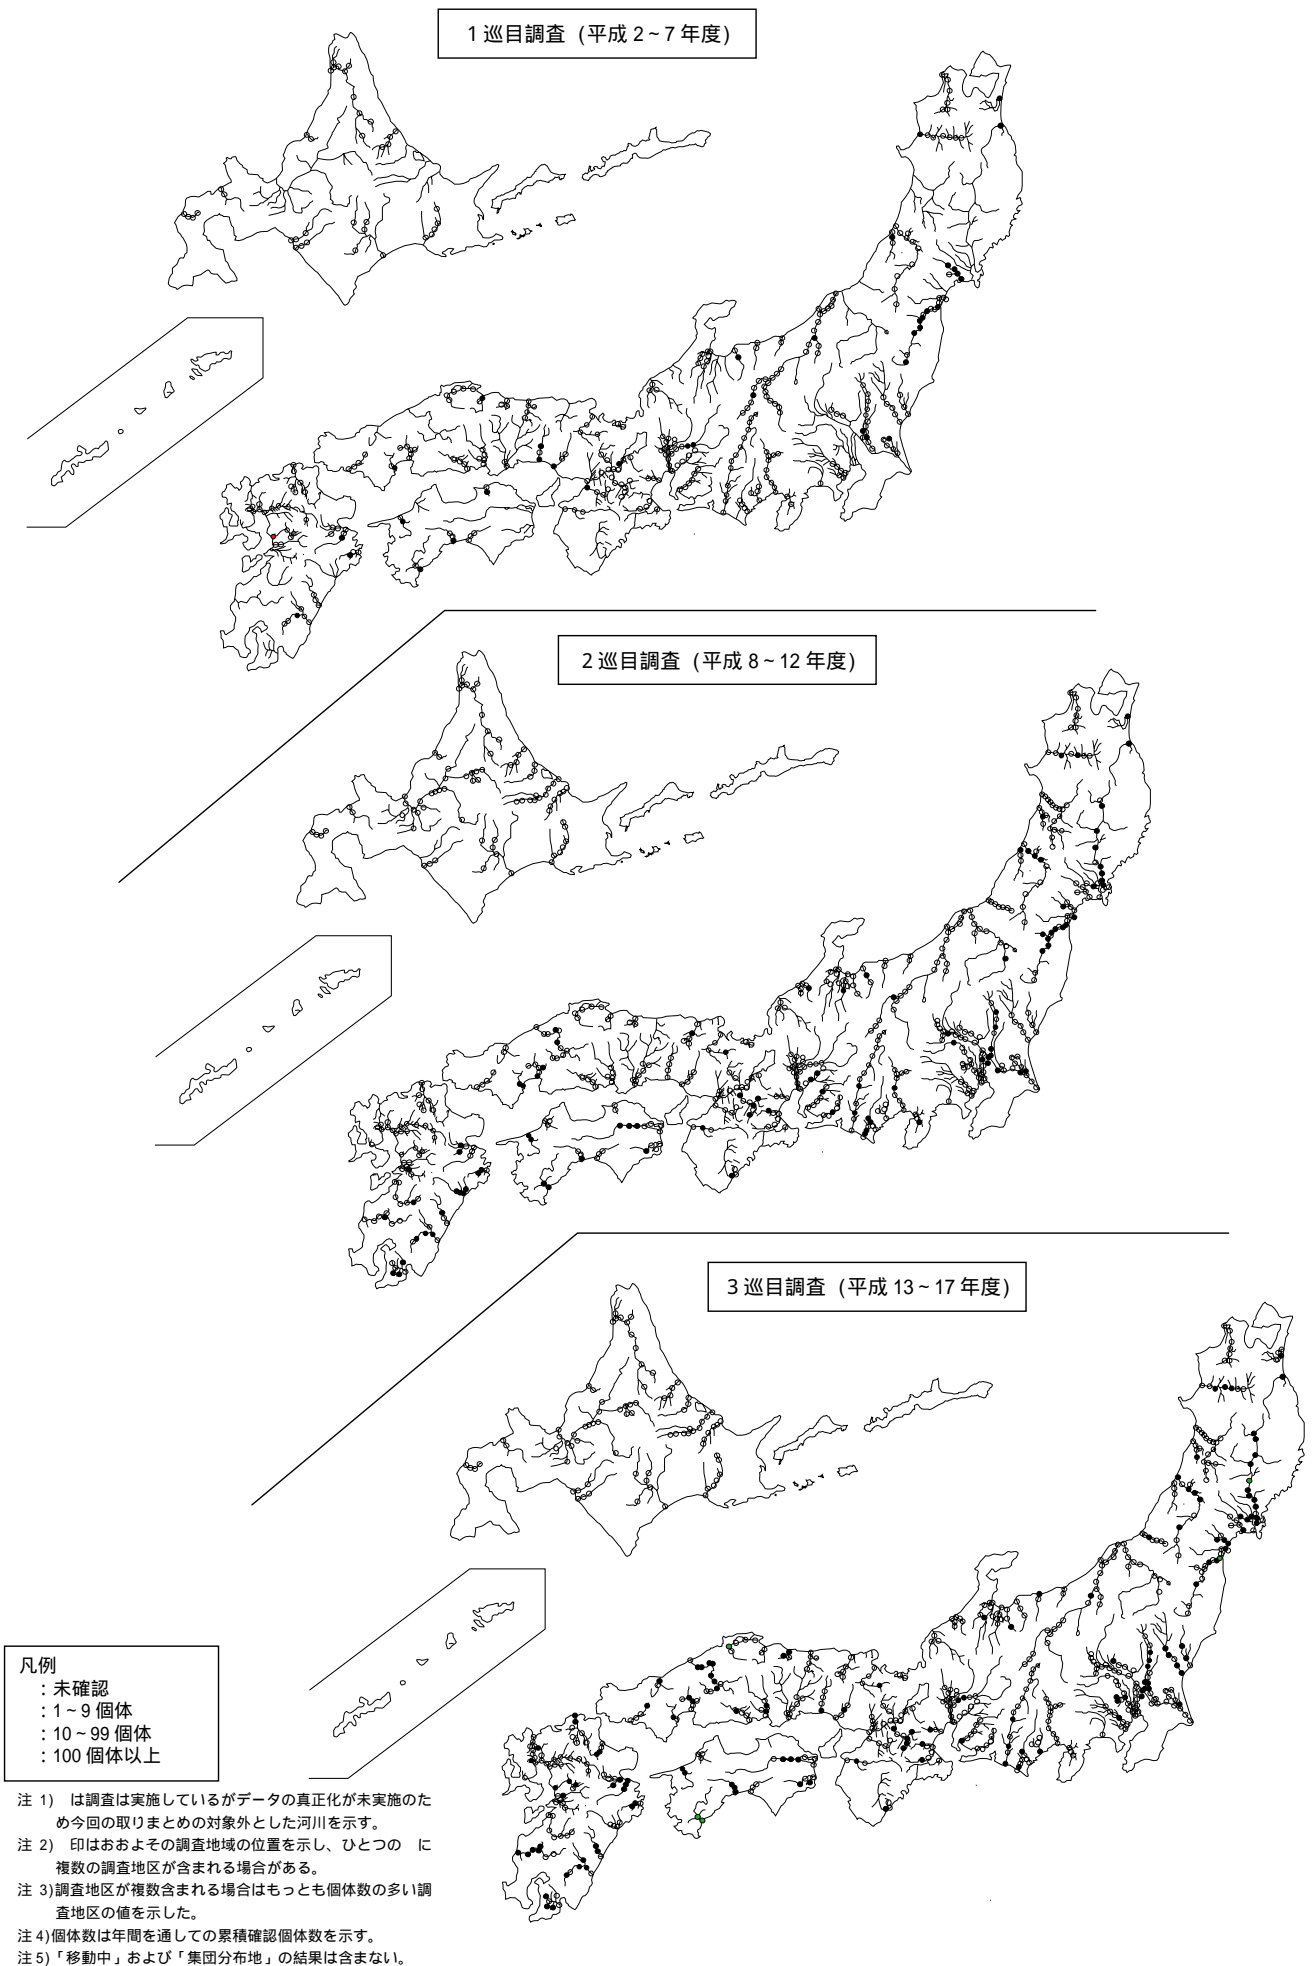 1巡目調査 (平成2~7年度)
2巡目調査 (平成8~12年度)
3巡目調査 (平成13~17年度)
凡例
:未確認
:1~9個体
:10~99個体
:100個体以上
注 1) は調査は実施しているがデータの真正化が未実施のた
め今回の取りまとめの対象外とした河川を示す。
注 2) 印はおおよその調査地域の位置を示し、ひとつの に
複数の調査地区が含まれる場合がある。
注 3)調査地区が複数含まれる場合はもっとも個体数の多い調
査地区の値を示した。
注4)個体数は年間を通しての累積確認個体数を示す。
注5)「移動中」および「集団分布地」の結果は含まない。